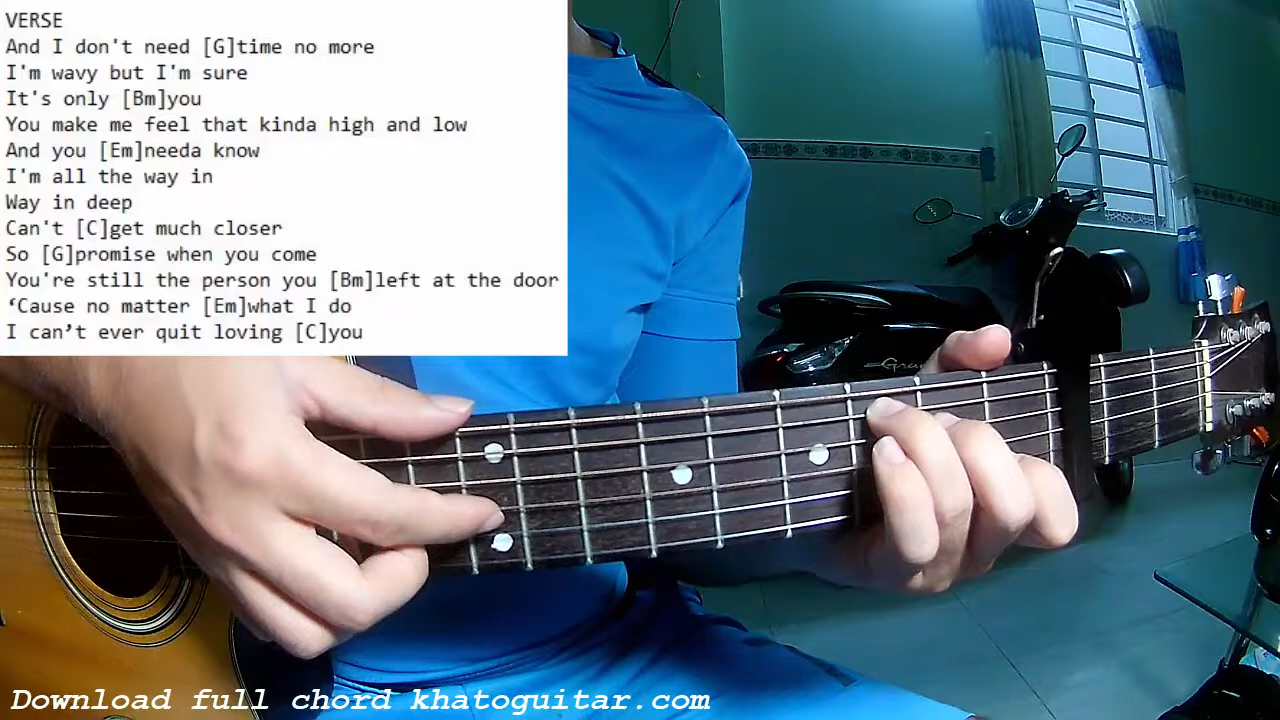 VERSE
And I don't need [G]time no more
I'm wavy but I'm sure
It's only [Bm]you
You make me feel that kinda high and low
And you [Em]needa know
I'm all the way in
Way in deep
Can't [C]get much closer
So [G]promise when you come
You're still the person you [Bm]left at the door
‘Cause no matter [Em]what I do
I can’t ever quit loving [C]you
Download full chord khatoguitar.com